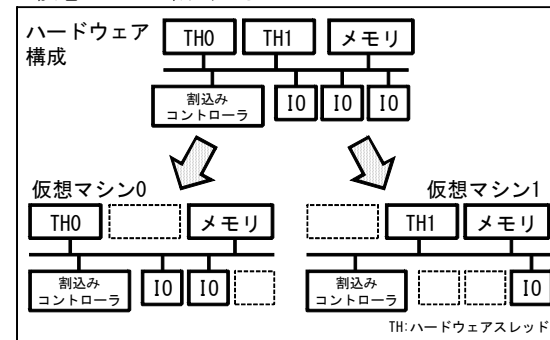 ハードウェア
構成
TH0
TH1
メモリ
割込み
コントローラ
IO
IO
IO
仮想マシン0
仮想マシン1
TH0
メモリ
TH1
メモリ
割込み
コントローラ
IO
IO
割込み
コントローラ
IO
TH:ハードウェアスレッド